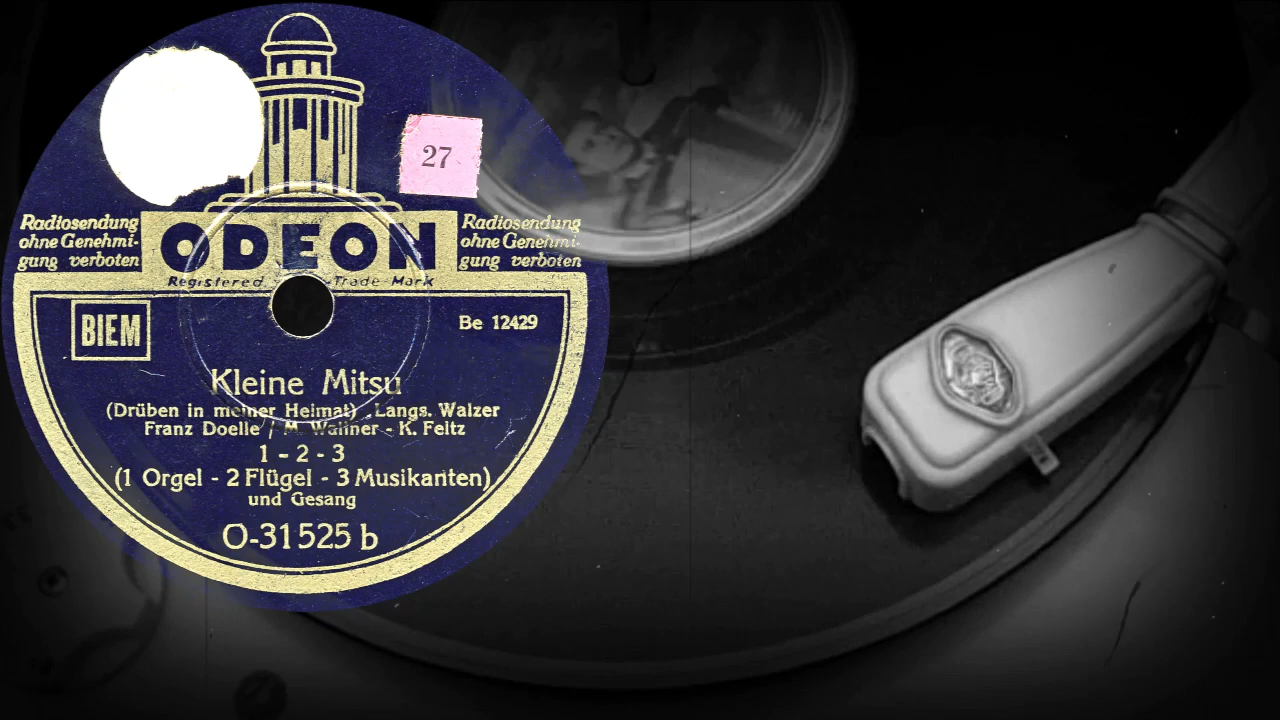 27
Radiosendung
ohne Genehmi-
gung verboten
ODEON
Radiosendung
ohne Genehmi-
gung verboten
Registered Trade Mark
BIEM
Be 12429
Kleine Mitsu
(Drüben in meiner Heimat) Langs. Walzer
Franz Doelle / M. Wallner - K. Feltz
1 - 2 - 3
(1 Orgel - 2 Flügel - 3 Musikanten)
und Gesang
O-31525 b